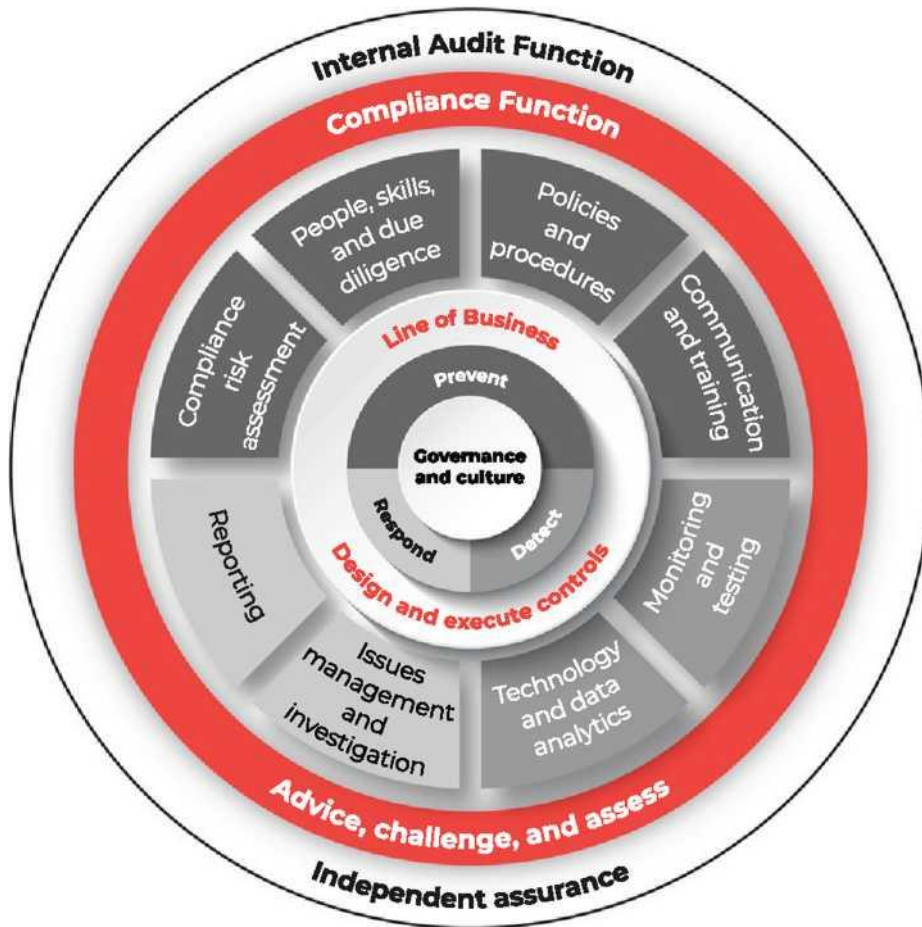 Internal Audit Function
Compliance Function
People, skills,
and due
diligence
Policies
and
procedures
Compliance
risk
assessment
Communication
and training
Line of Business
Prevent
Governance
and culture
Respond
Detect
Design and execute controls
Reporting
Monitoring
and
testing
Issues
management
and
investigation
Technology
and data
analytics
Advice, challenge, and assess
Independent assurance